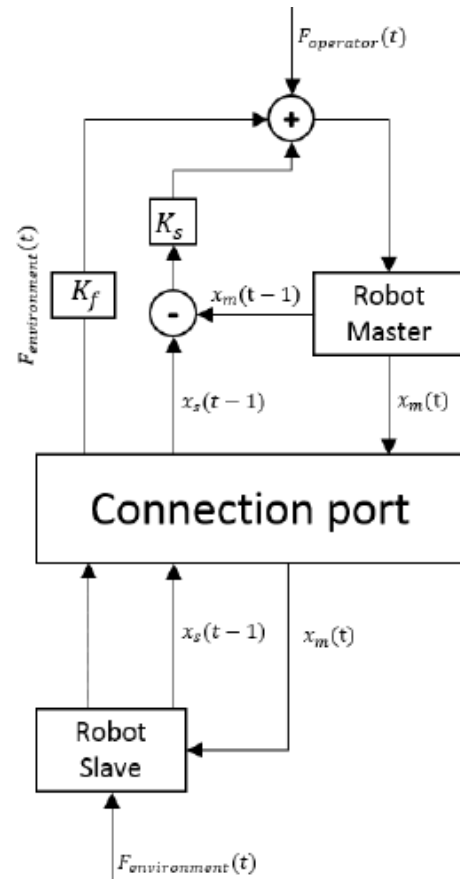 F_operator(t)
+
K_s
F_environment(t)
K_f
-
x_m(t−1)
Robot
Master
x_s(t−1)
x_m(t)
Connection port
x_s(t−1)
x_m(t)
Robot
Slave
F_environment(t)